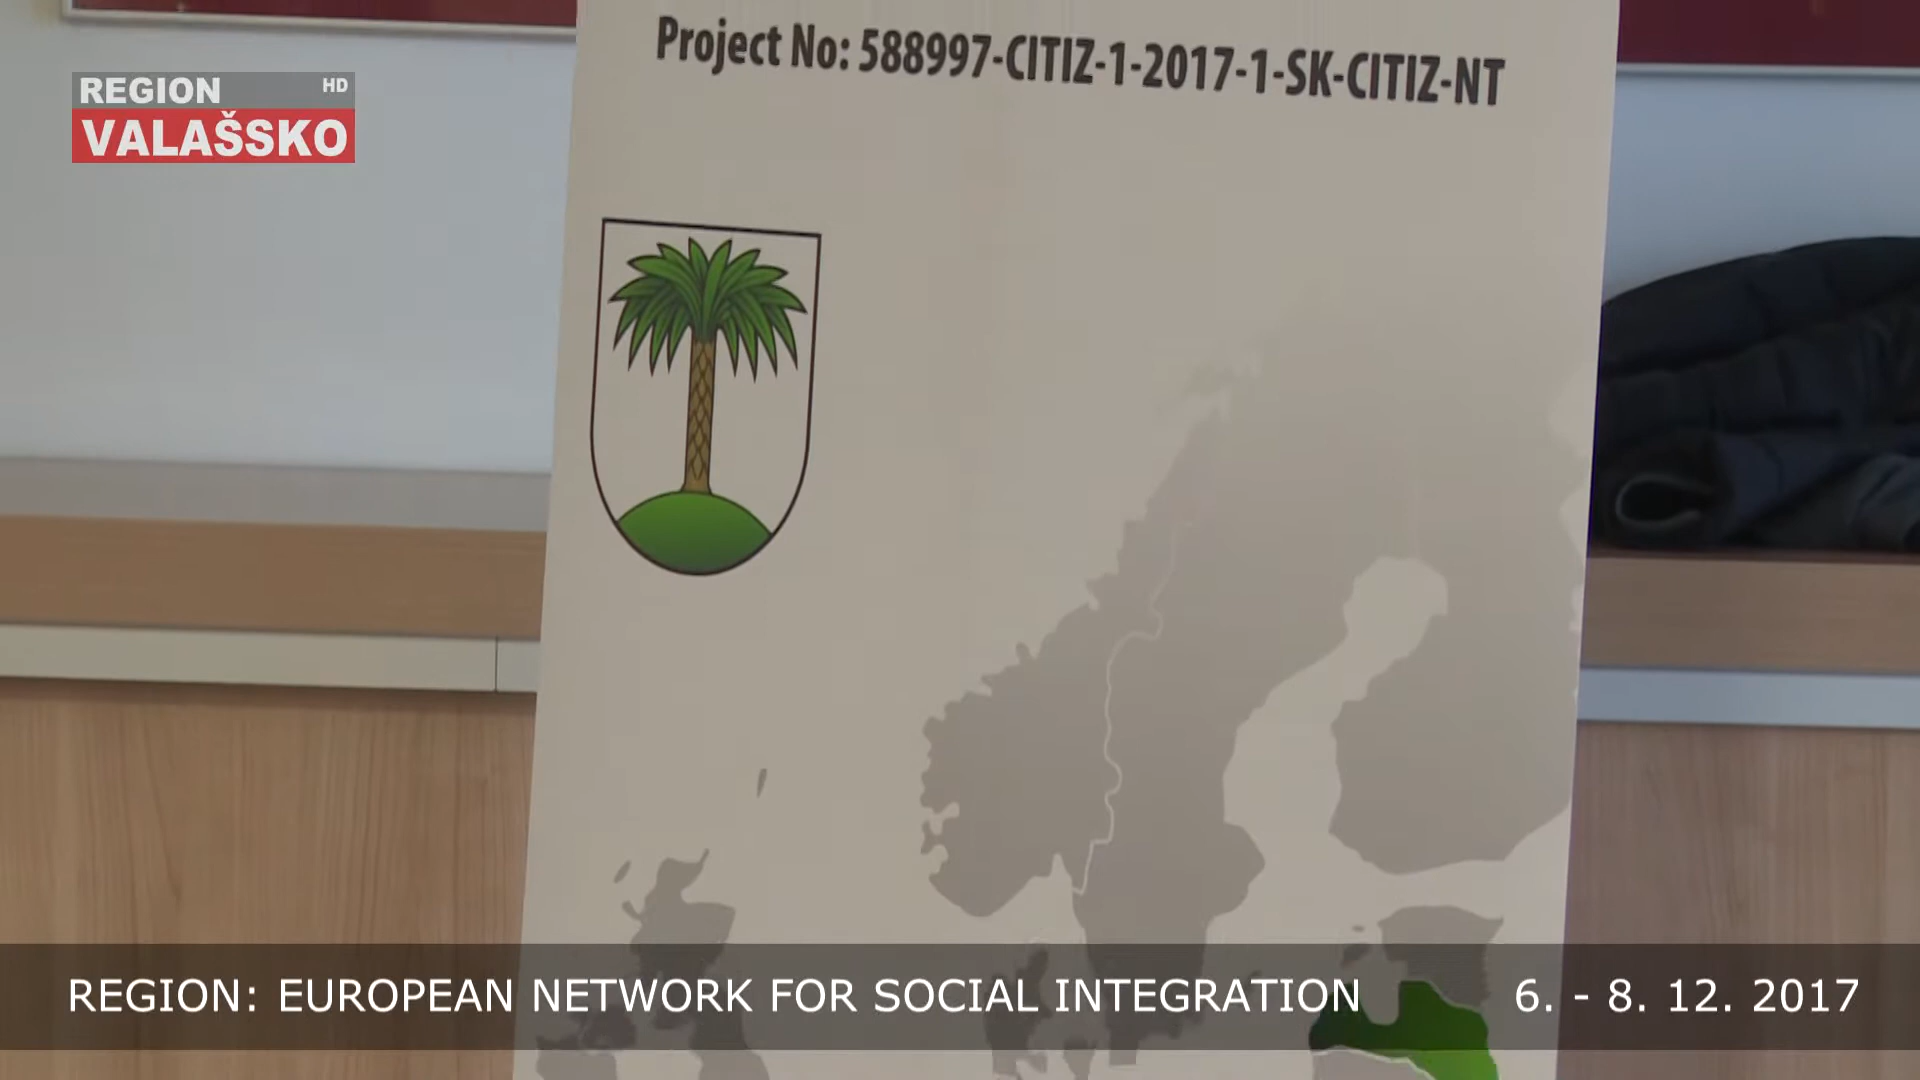 Project No: 588997-CITIZ-1-2017-1-SK-CITIZ-NT
REGION HD
VALAŠSKO
REGION: EUROPEAN NETWORK FOR SOCIAL INTEGRATION 6. - 8. 12. 2017